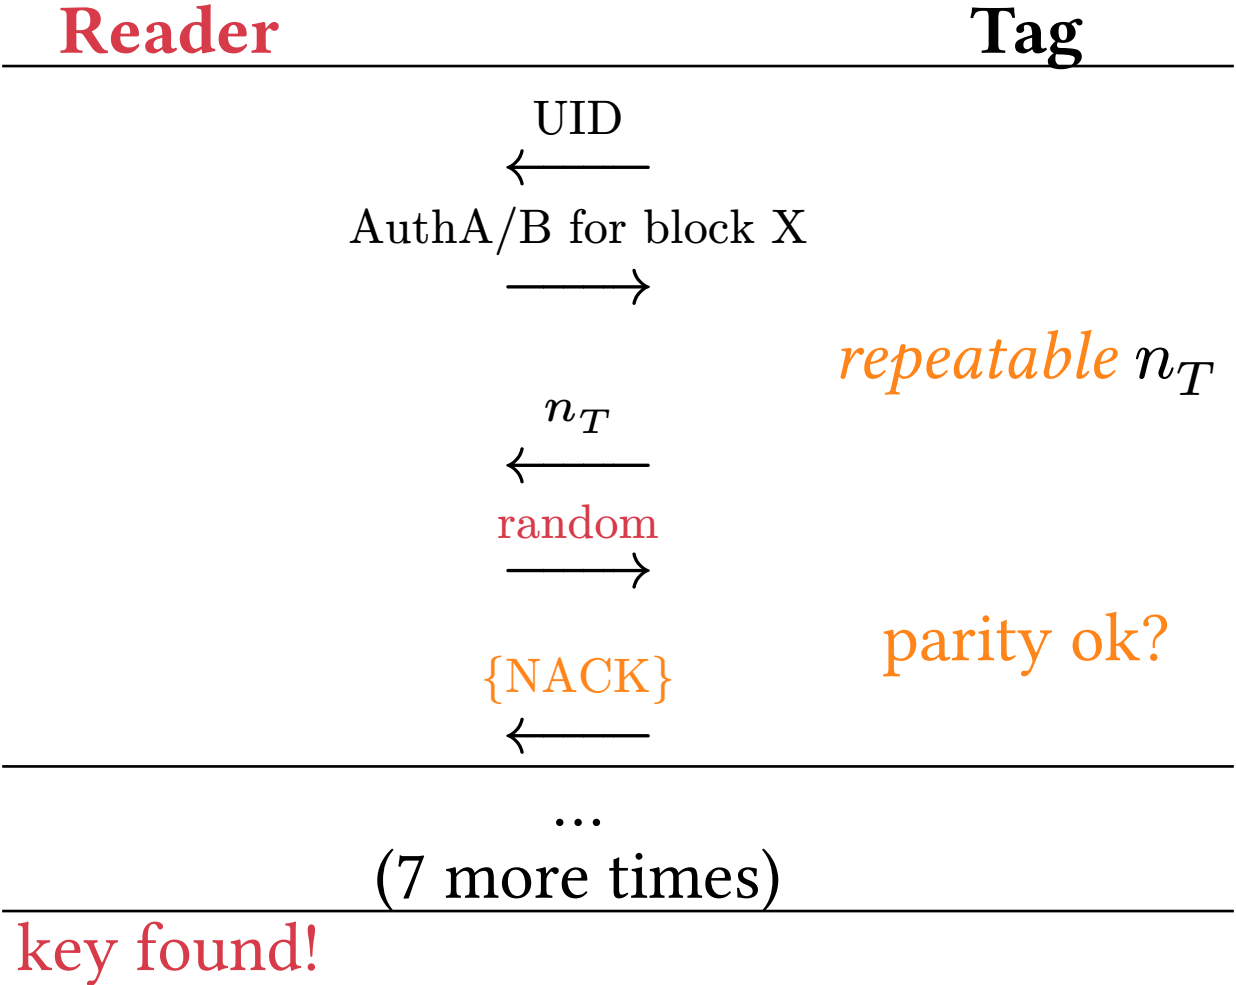 Reader Tag
UID
AuthA/B for block X
repeatable n_T
n_T
random
parity ok?
{NACK}
...
(7 more times)
key found!